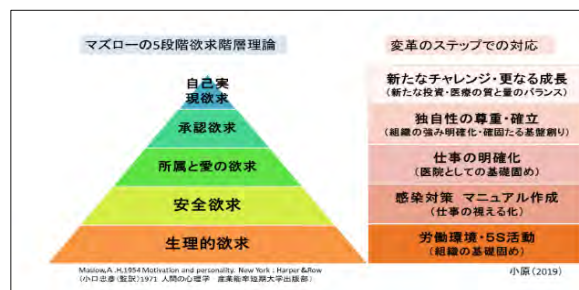 マズローの5段階欲求階層理論
変革のステップでの対応
自己実
現欲求
承認欲求
所属と愛の欲求
安全欲求
生理的欲求
新たなチャレンジ・更なる成長
（新たな投資・医療の質と量のバランス）
独自性の尊重・確立
（組織の強み明確化・確固たる基盤創り）
仕事の明確化
（医院としての基礎固め）
感染対策 マニュアル作成
（仕事の視える化）
労働環境・5S活動
（組織の基礎固め）
Maslow,A .H,1954 Motivation and personality. New York : Harper &Row
（小口忠彦（監訳）1971 人間の心理学 産業能率短期大学出版部）
小原（2019）